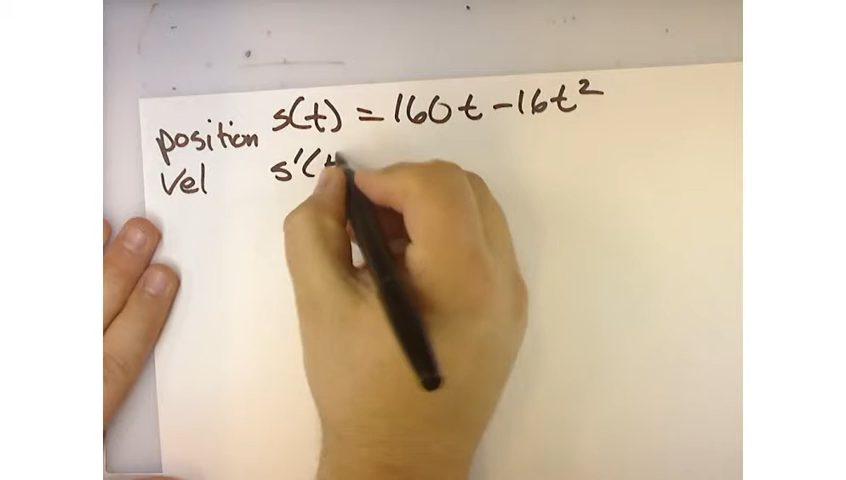 position s(t) = 160t - 16t²
Vel s'(t